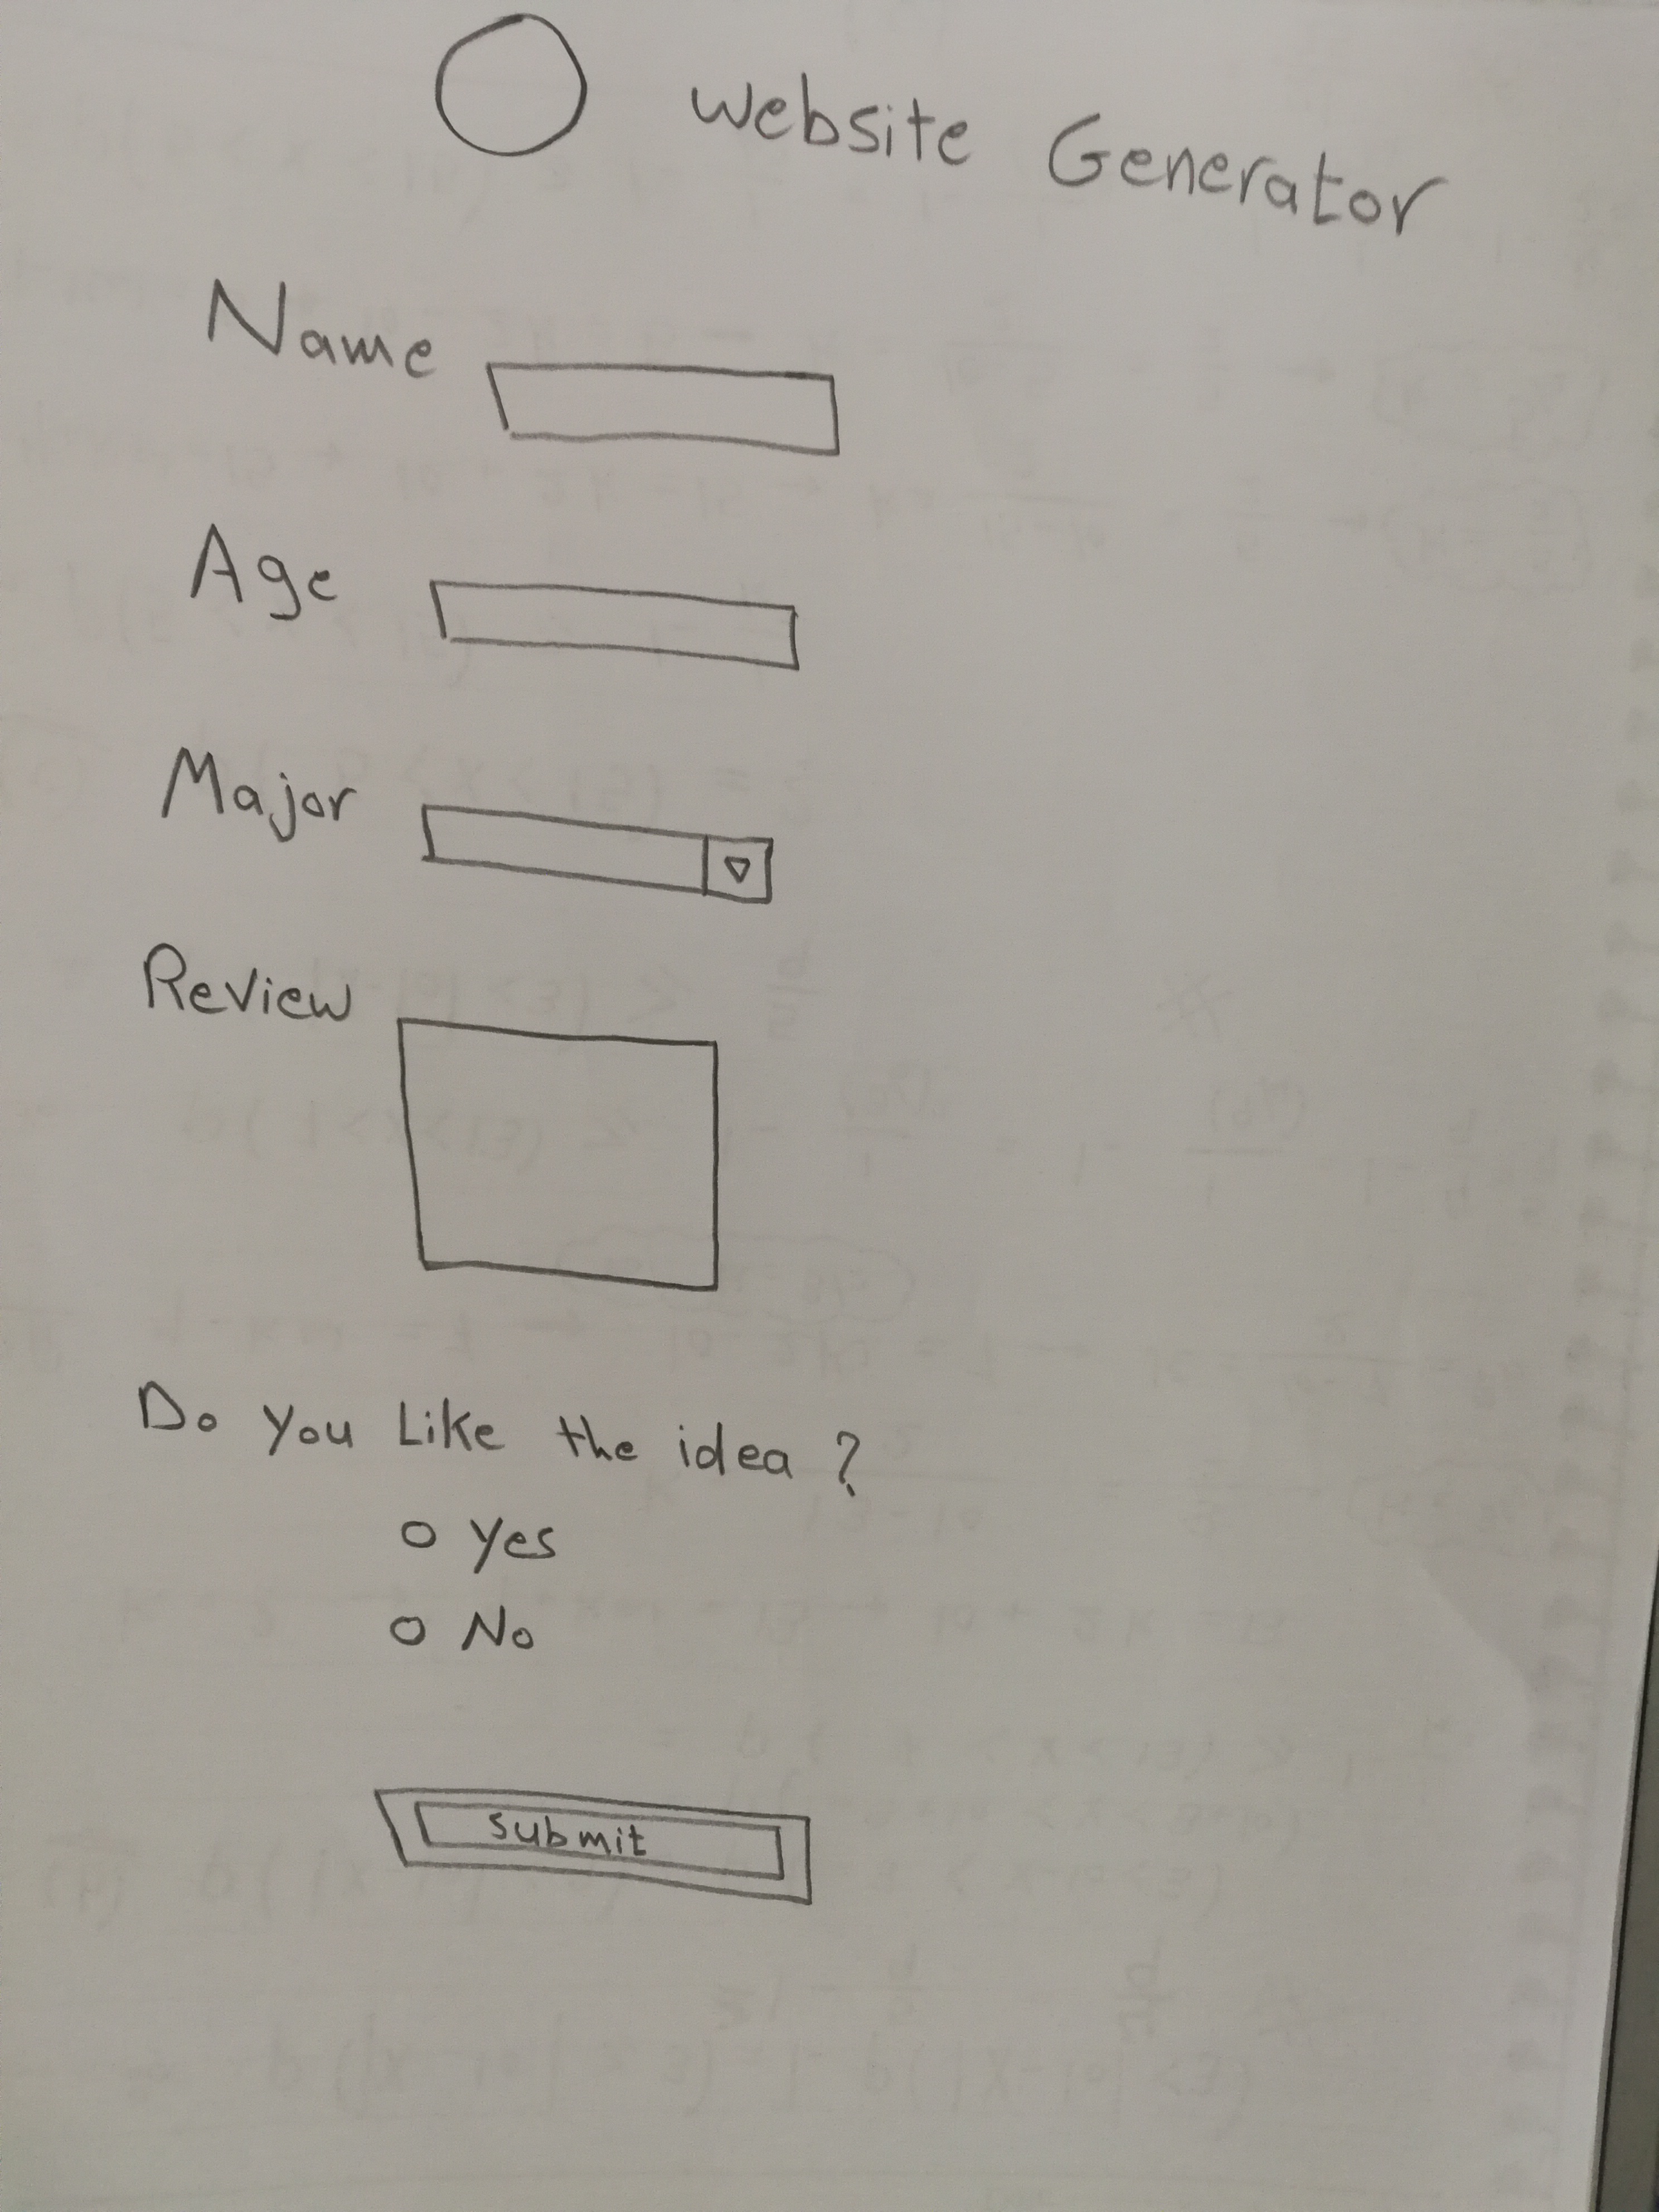 Website Generator
Name
Age
Major
Review
Do you Like the idea ?
Yes
No
Submit